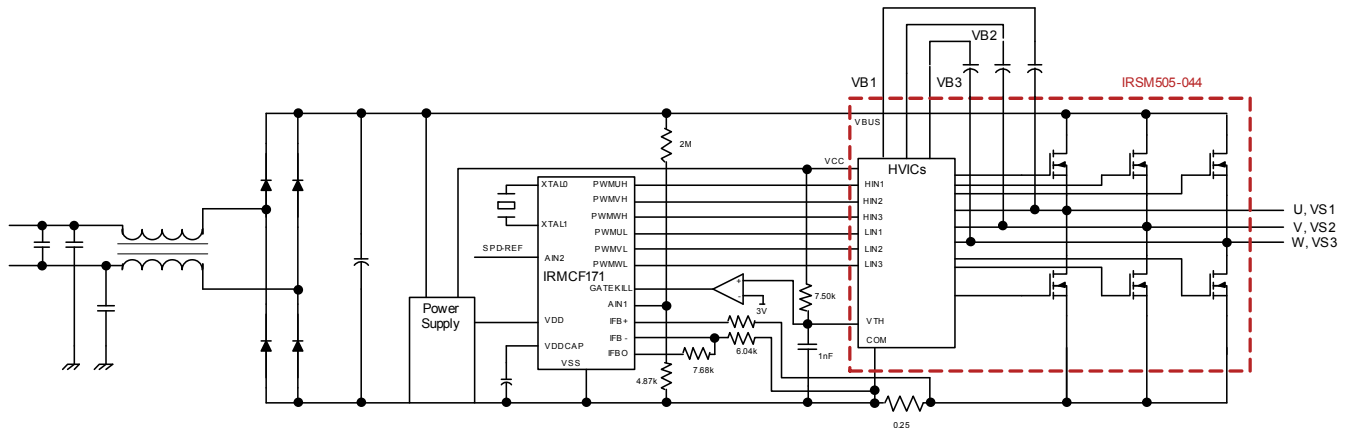 VB2
VB1
VB3
IRSM505-044
VBUS
2M
VCC
HVICs
XTAL0
PWMUH
HIN1
PWMVH
HIN2
PWMWH
HIN3
U, VS1
XTAL1
PWMUL
LIN1
V, VS2
SPD-REF
PWMVL
LIN2
W, VS3
AIN2
PWMWL
LIN3
IRMCF171
GATEKILL
+
-
3V
7.50k
Power
Supply
AIN1
VDD
IFB+
VTH
IFB -
6.04k
COM
VDDCAP
IFBO
7.68k
1nF
VSS
4.87k
0.25